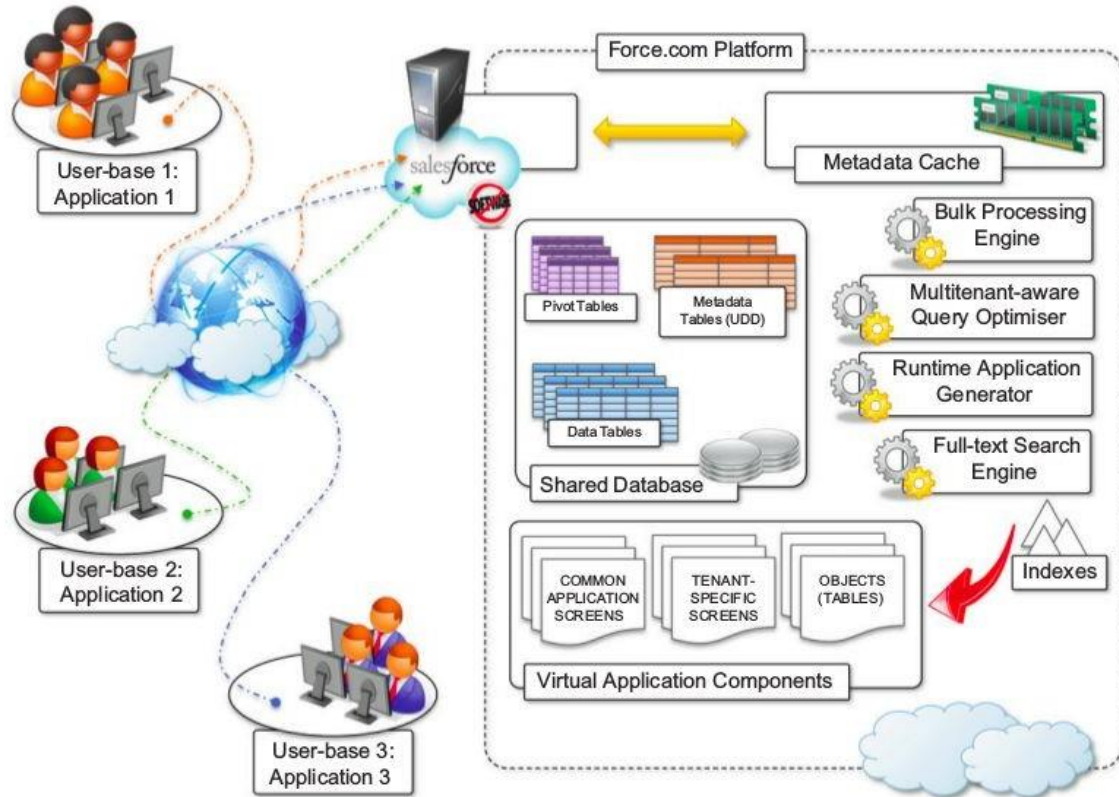 Force.com Platform
User-base 1:
Application 1
salesforce
SOFTWARE
Metadata Cache
Bulk Processing
Engine
Pivot Tables
Metadata
Tables (UDD)
Multitenant-aware
Query Optimiser
Runtime Application
Generator
Data Tables
Full-text Search
Engine
Shared Database
User-base 2:
Application 2
COMMON
APPLICATION
SCREENS
TENANT-
SPECIFIC
SCREENS
OBJECTS
(TABLES)
Indexes
Virtual Application Components
User-base 3:
Application 3